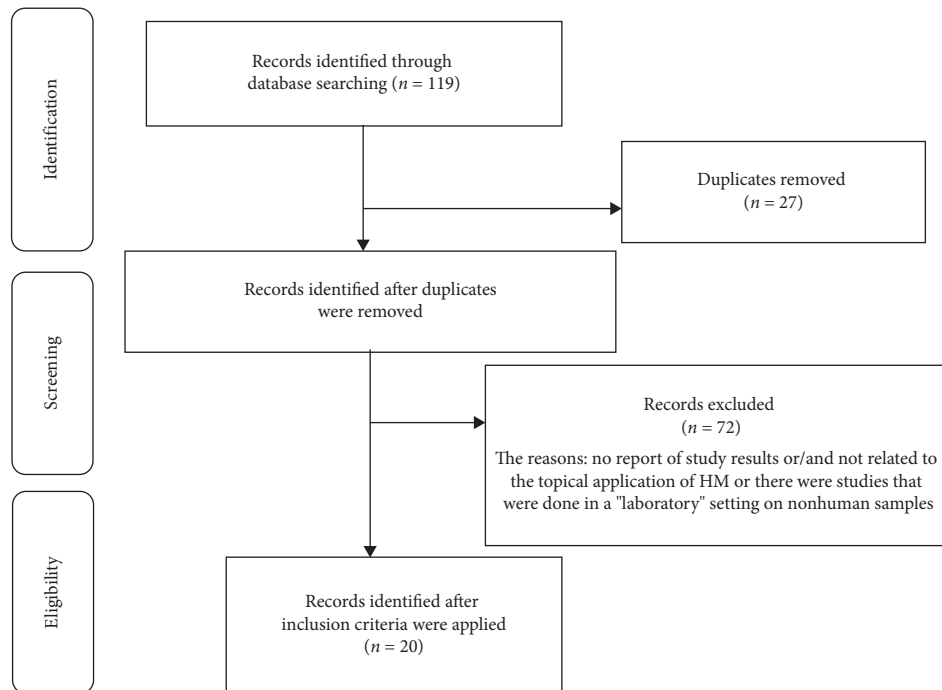 Identification
Records identified through
database searching (n = 119)
Duplicates removed
(n = 27)
Screening
Records identified after duplicates
were removed
Records excluded
(n = 72)
The reasons: no report of study results or/and not related to
the topical application of HM or there were studies that
were done in a "laboratory" setting on nonhuman samples
Eligibility
Records identified after
inclusion criteria were applied
(n = 20)